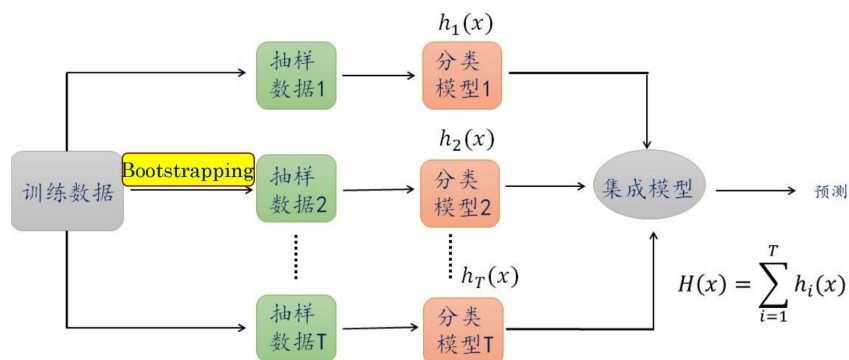 h₁(x)
抽样
数据1
分类
模型1
h₂(x)
训练数据
Bootstrapping
抽样
数据2
分类
模型2
集成模型
预测
h_T(x)
抽样
数据T
分类
模型T
H(x) = ∑_{i=1}^{T} h_i(x)